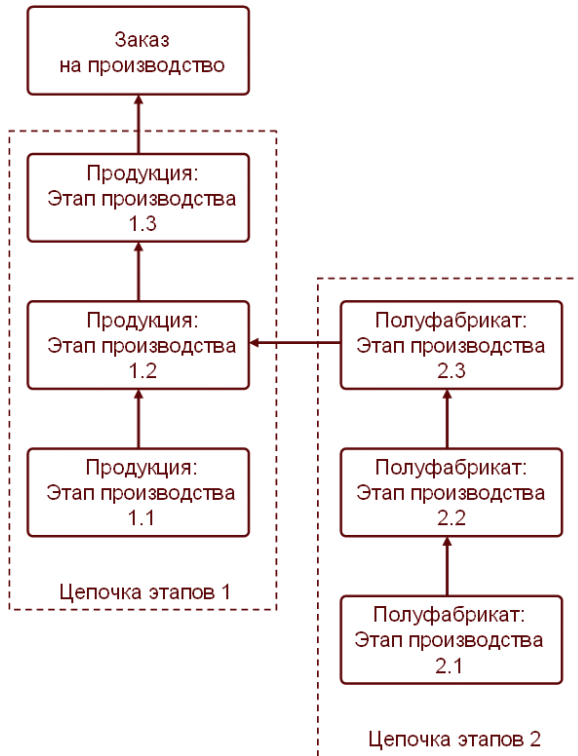 Заказ
на производство
Продукция:
Этап производства
1.3
Продукция:
Этап производства
1.2
Продукция:
Этап производства
1.1
Цепочка этапов 1
Полуфабрикат:
Этап производства
2.3
Полуфабрикат:
Этап производства
2.2
Полуфабрикат:
Этап производства
2.1
Цепочка этапов 2